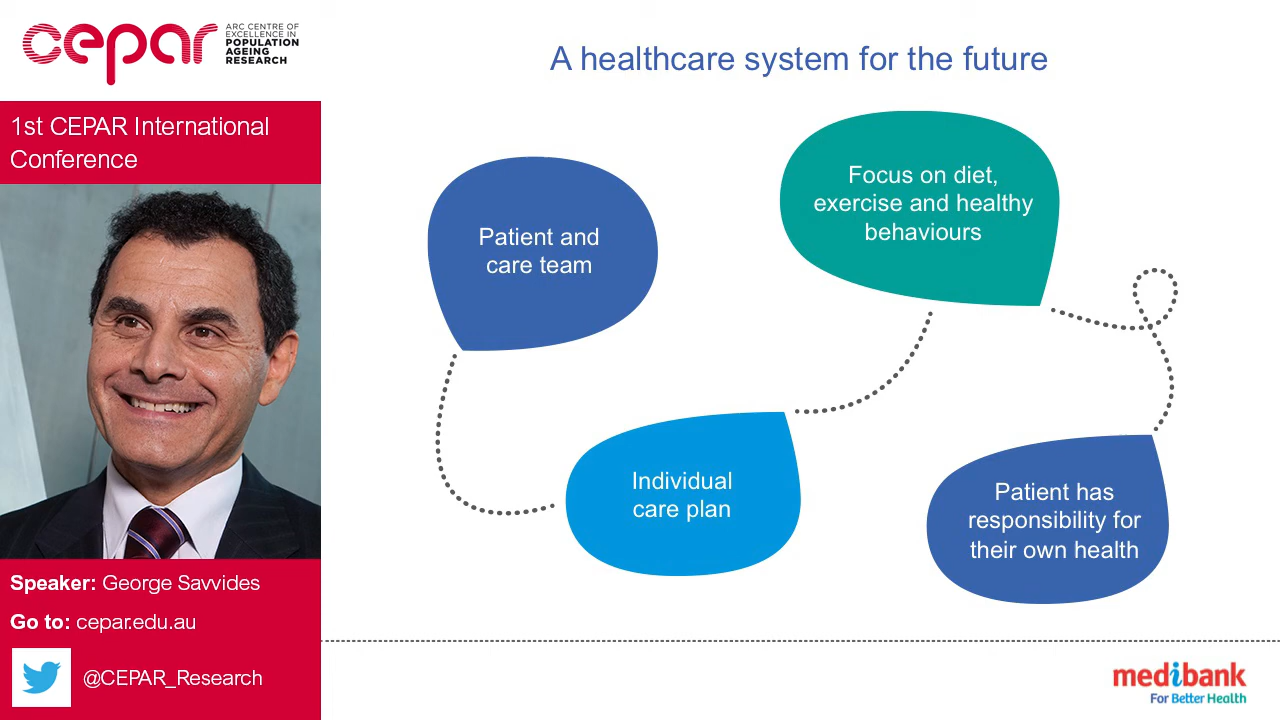 cepar
ARC CENTRE OF
EXCELLENCE IN
POPULATION
AGEING
RESEARCH
1st CEPAR International
Conference
Speaker: George Savvides
Go to: cepar.edu.au
@CEPAR_Research
A healthcare system for the future
Patient and
care team
Focus on diet,
exercise and healthy
behaviours
Individual
care plan
Patient has
responsibility for
their own health
medibank
For Better Health